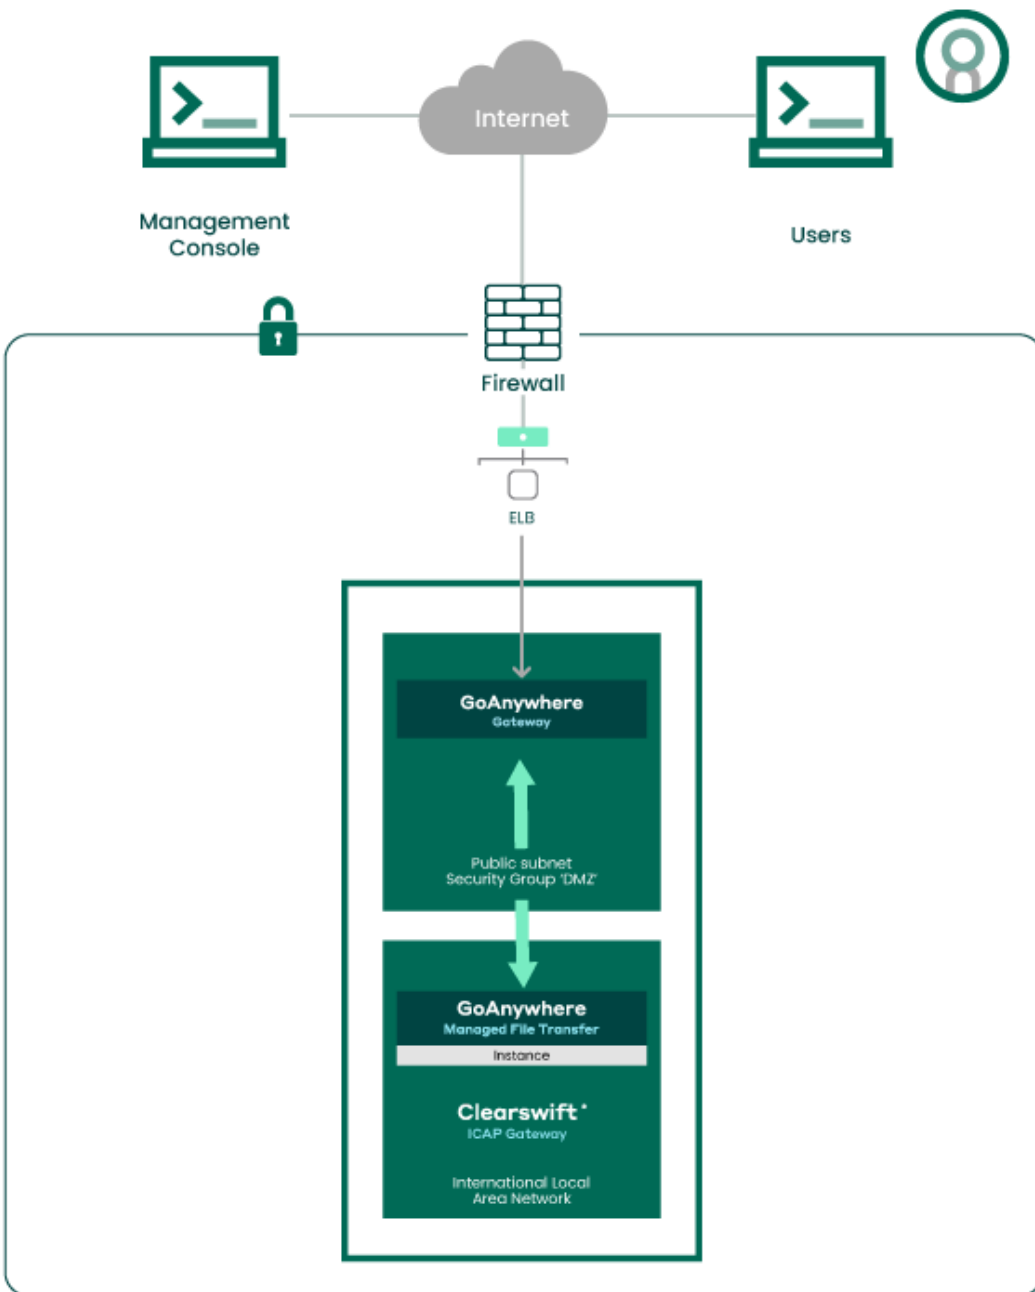 Internet
Management
Console
Users
Firewall
ELB
GoAnywhere
Gateway
Public subnet
Security Group 'DMZ'
GoAnywhere
Managed File Transfer
Instance
Clearswift*
ICAP Gateway
International Local
Area Network